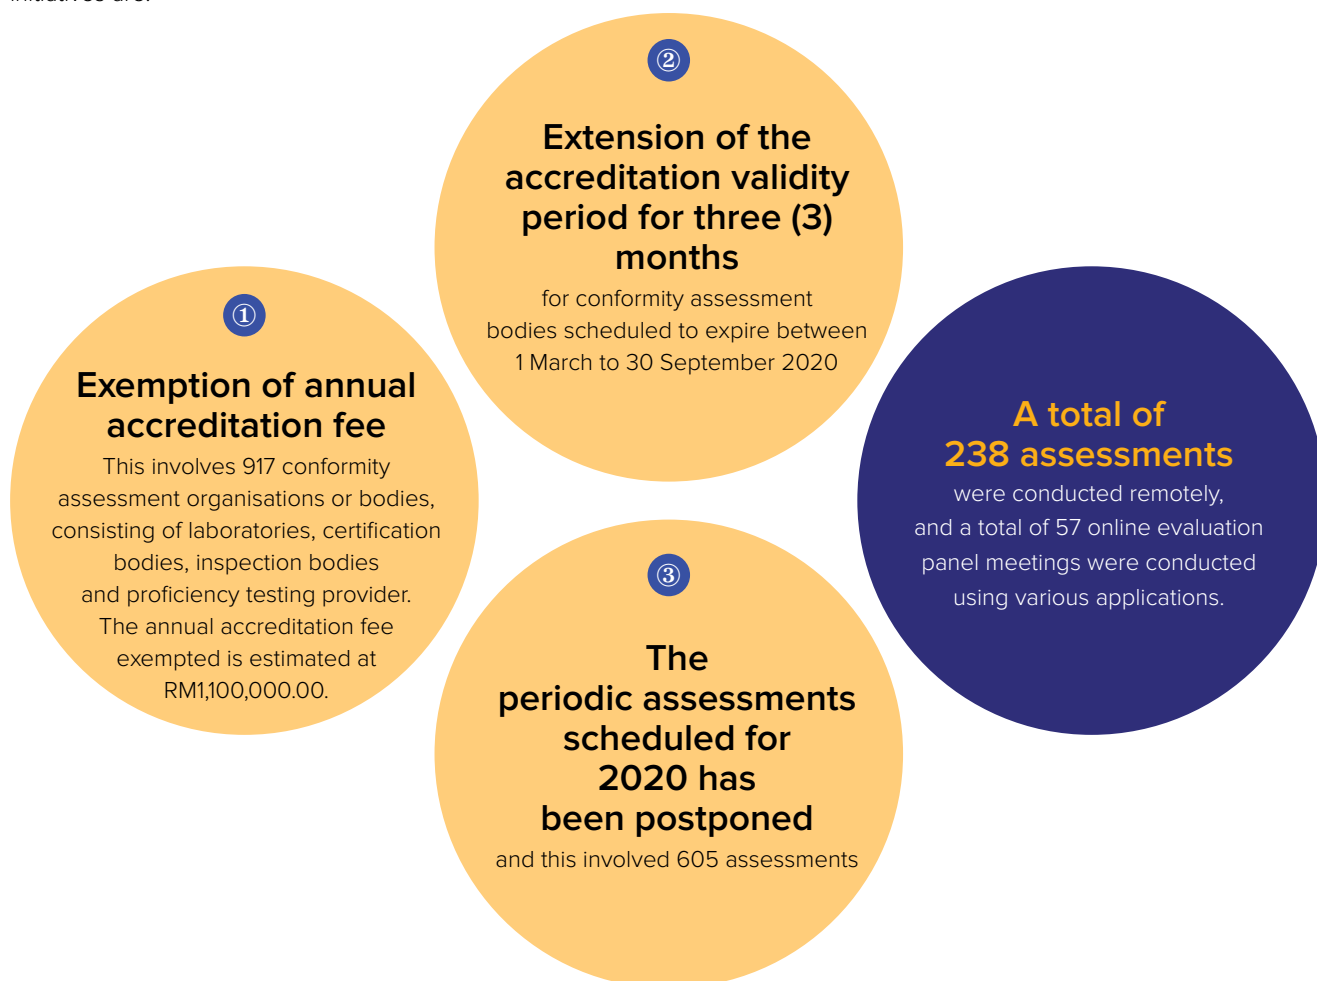 initiatives are:
①
Exemption of annual
accreditation fee
This involves 917 conformity
assessment organisations or bodies,
consisting of laboratories, certification
bodies, inspection bodies
and proficiency testing provider.
The annual accreditation fee
exempted is estimated at
RM1,100,000.00.
②
Extension of the
accreditation validity
period for three (3)
months
for conformity assessment
bodies scheduled to expire between
1 March to 30 September 2020
③
The
periodic assessments
scheduled for
2020 has
been postponed
and this involved 605 assessments
A total of
238 assessments
were conducted remotely,
and a total of 57 online evaluation
panel meetings were conducted
using various applications.